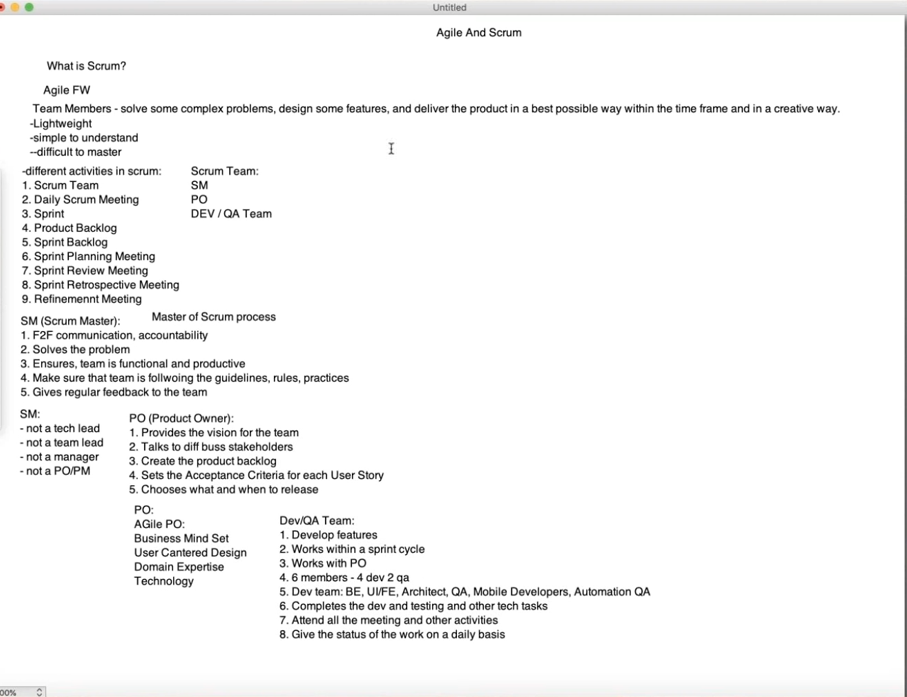 Untitled
Agile And Scrum
What is Scrum?
Agile FW
Team Members - solve some complex problems, design some features, and deliver the product in a best possible way within the time frame and in a creative way.
-Lightweight
-simple to understand
--difficult to master
-different activities in scrum:
1. Scrum Team
2. Daily Scrum Meeting
3. Sprint
4. Product Backlog
5. Sprint Backlog
6. Sprint Planning Meeting
7. Sprint Review Meeting
8. Sprint Retrospective Meeting
9. Refinemennt Meeting
Scrum Team:
SM
PO
DEV / QA Team
SM (Scrum Master):
Master of Scrum process
1. F2F communication, accountability
2. Solves the problem
3. Ensures, team is functional and productive
4. Make sure that team is follwoing the guidelines, rules, practices
5. Gives regular feedback to the team
SM:
- not a tech lead
- not a team lead
- not a manager
- not a PO/PM
PO (Product Owner):
1. Provides the vision for the team
2. Talks to diff buss stakeholders
3. Create the product backlog
4. Sets the Acceptance Criteria for each User Story
5. Chooses what and when to release
PO:
AGile PO:
Business Mind Set
User Cantered Design
Domain Expertise
Technology
Dev/QA Team:
1. Develop features
2. Works within a sprint cycle
3. Works with PO
4. 6 members - 4 dev 2 qa
5. Dev team: BE, UI/FE, Architect, QA, Mobile Developers, Automation QA
6. Completes the dev and testing and other tech tasks
7. Attend all the meeting and other activities
8. Give the status of the work on a daily basis
00%